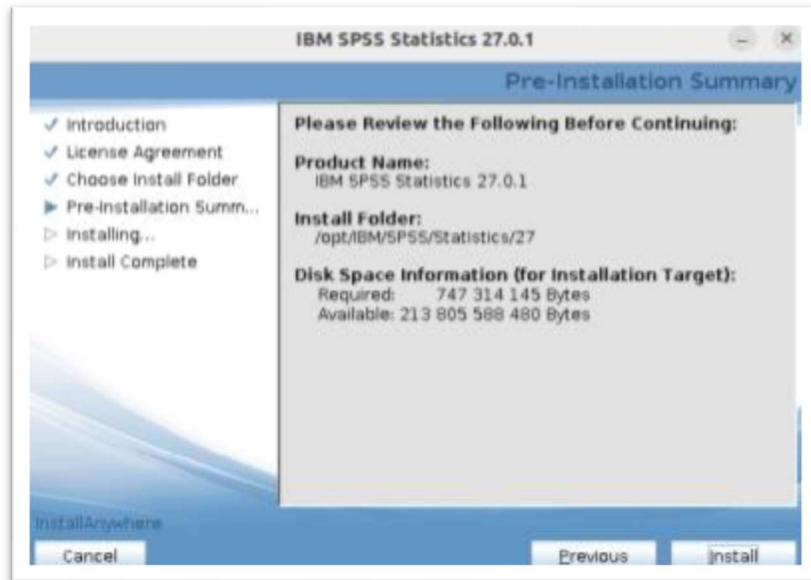 IBM SPSS Statistics 27.0.1
Pre-Installation Summary
Introduction
License Agreement
Choose Install Folder
Pre-Installation Summ...
Installing...
Install Complete
Please Review the Following Before Continuing:
Product Name:
IBM SPSS Statistics 27.0.1
Install Folder:
/opt/IBM/SPSS/Statistics/27
Disk Space Information (for Installation Target):
Required: 747 314 145 Bytes
Available: 213 805 588 480 Bytes
InstallAnywhere
Cancel
Previous
Install